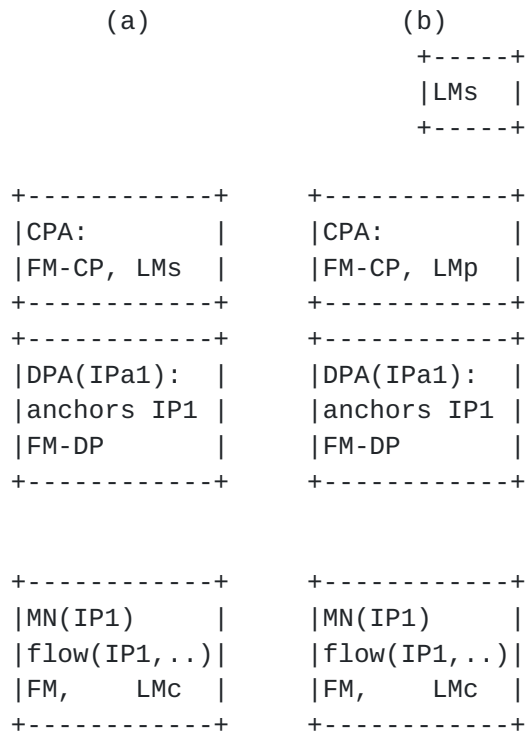 (a) (b)
+-----+
|LMs |
+-----+
+------------+ +------------+
|CPA: | |CPA: |
|FM-CP, LMs | |FM-CP, LMp |
+------------+ +------------+
+------------+ +------------+
|DPA(IPa1): | |DPA(IPa1): |
|anchors IP1 | |anchors IP1 |
|FM-DP | |FM-DP |
+------------+ +------------+
+------------+ +------------+
|MN(IP1) | |MN(IP1) |
|flow(IP1,..)| |flow(IP1,..)|
|FM, LMc | |FM, LMc |
+------------+ +------------+